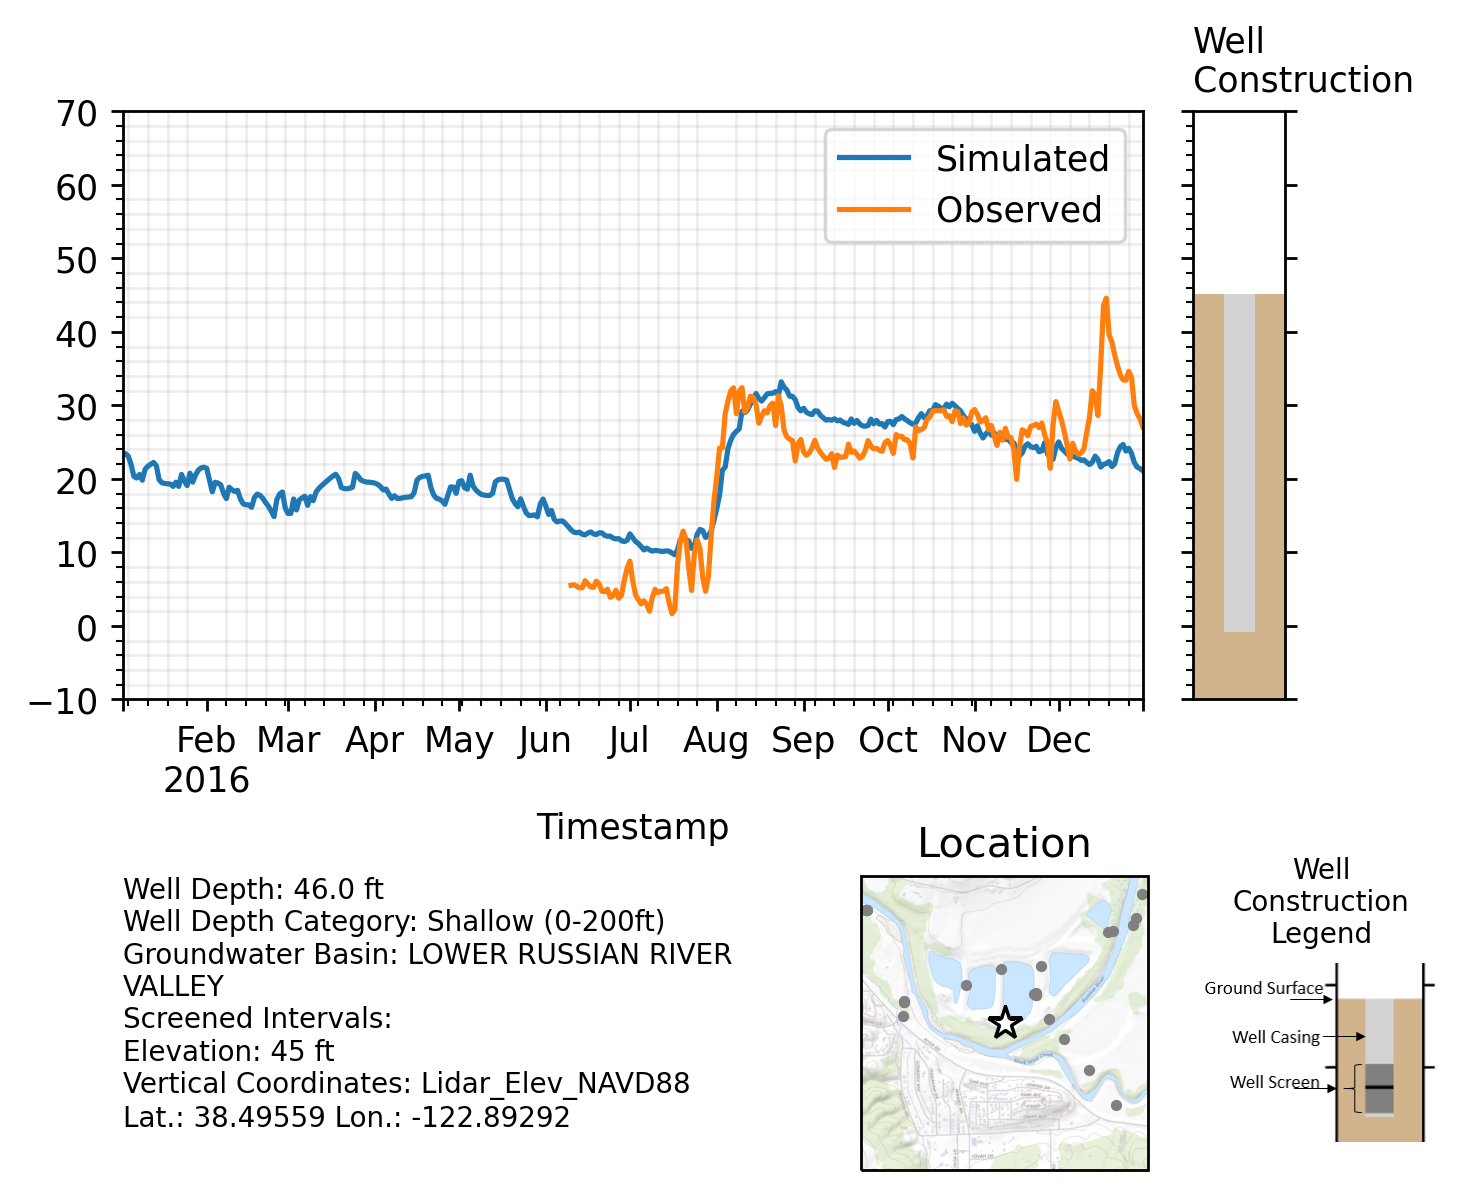 Well
Construction
70
60
50
40
30
20
10
0
−10
Simulated
Observed
Feb Mar Apr May Jun Jul Aug Sep Oct Nov Dec
2016
Timestamp
Well Depth: 46.0 ft
Well Depth Category: Shallow (0-200ft)
Groundwater Basin: LOWER RUSSIAN RIVER
VALLEY
Screened Intervals:
Elevation: 45 ft
Vertical Coordinates: Lidar_Elev_NAVD88
Lat.: 38.49559 Lon.: -122.89292
Location
Well
Construction
Legend
Ground Surface
Well Casing
Well Screen